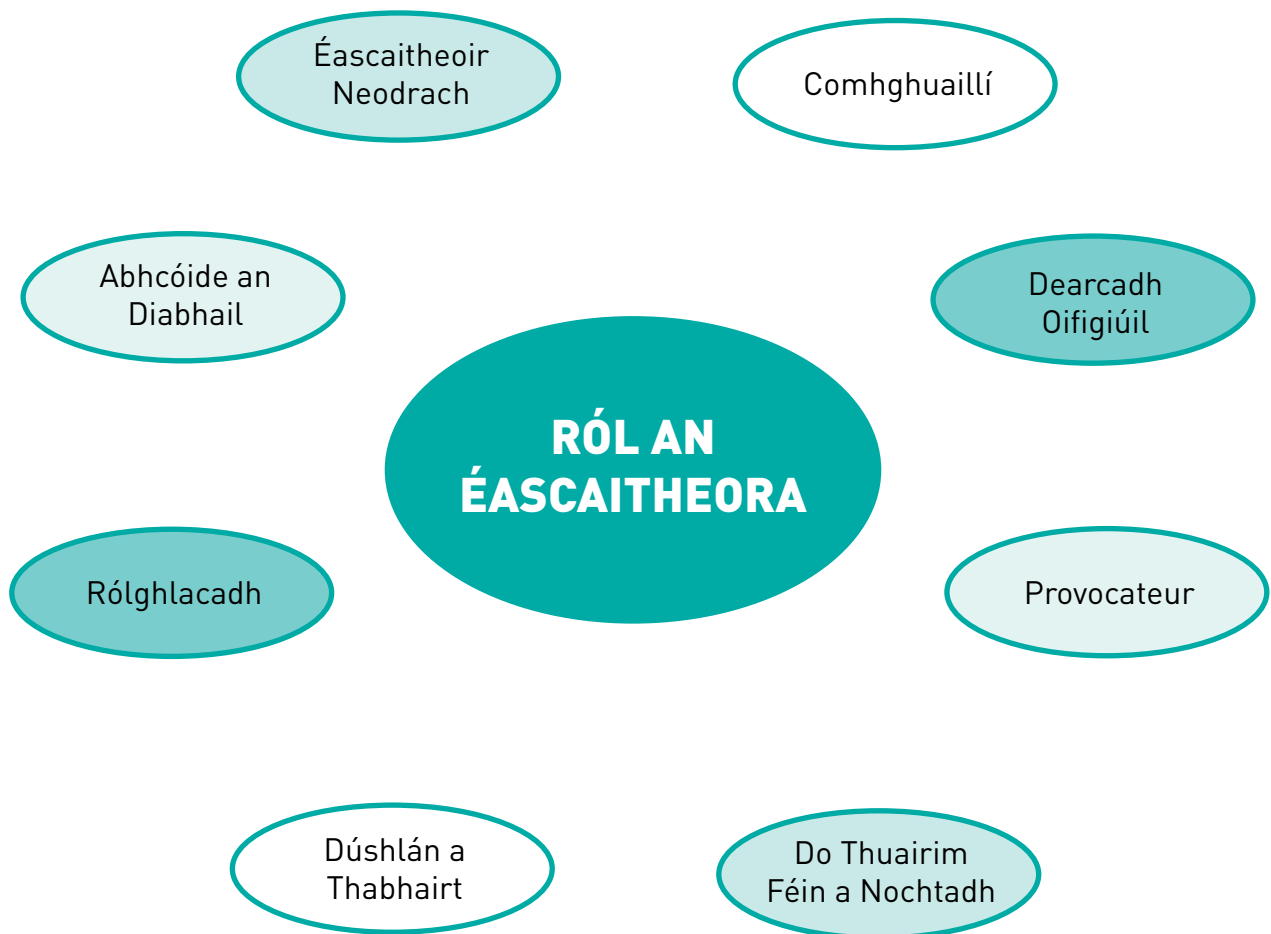 Éascaitheoir
Neodrach
Comhghuaillí
Abhcóide an
Diabhail
Dearcadh
Oifigiúil
RÓL AN
ÉASCAITHEORA
Rólghlacadh
Provocateur
Dúshlán a
Thabhairt
Do Thuairim
Féin a Nochtadh